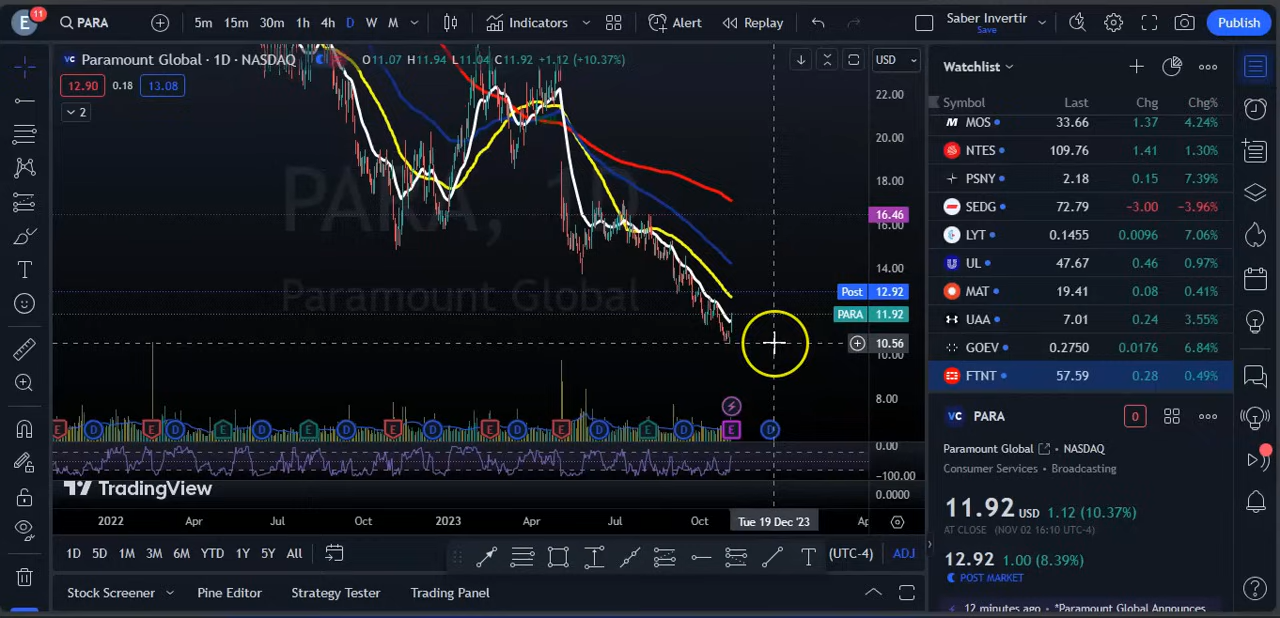 E 11 PARA 5m 15m 30m 1h 4h D W M Indicators Alert Replay Saber Invertir Save Publish
VC Paramount Global · 1D · NASDAQ O11.07 H11.94 L11.04 C11.92 +1.12 (+10.37%) USD
12.90 0.18 13.08
2
22.00
20.00
18.00
16.46
16.00
14.00
Post 12.92
PARA 11.92
10.56
10.00
8.00
0.00
−100.00
0.0000
PARA, 1D
Paramount Global
E D E D E D E D E D E D E D E D E D
TradingView
2022 Apr Jul Oct 2023 Apr Jul Oct Tue 19 Dec '23 Ap
1D 5D 1M 3M 6M YTD 1Y 5Y All T (UTC-4) ADJ
Stock Screener Pine Editor Strategy Tester Trading Panel
Watchlist
Symbol Last Chg Chg%
MOS 33.66 1.37 4.24%
NTES 109.76 1.41 1.30%
PSNY 2.18 0.15 7.39%
SEDG 72.79 −3.00 −3.96%
LYT 0.1455 0.0096 7.06%
UL 47.67 0.46 0.97%
MAT 19.41 0.08 0.41%
UAA 7.01 0.24 3.55%
GOEV 0.2750 0.0176 6.84%
FTNT 57.59 0.28 0.49%
VC PARA 0
Paramount Global • NASDAQ
Consumer Services • Broadcasting
11.92 USD 1.12 (10.37%)
AT CLOSE (NOV 02 16:10 UTC-4)
12.92 1.00 (8.39%)
POST MARKET
12 minutes ago • *Paramount Global Announces